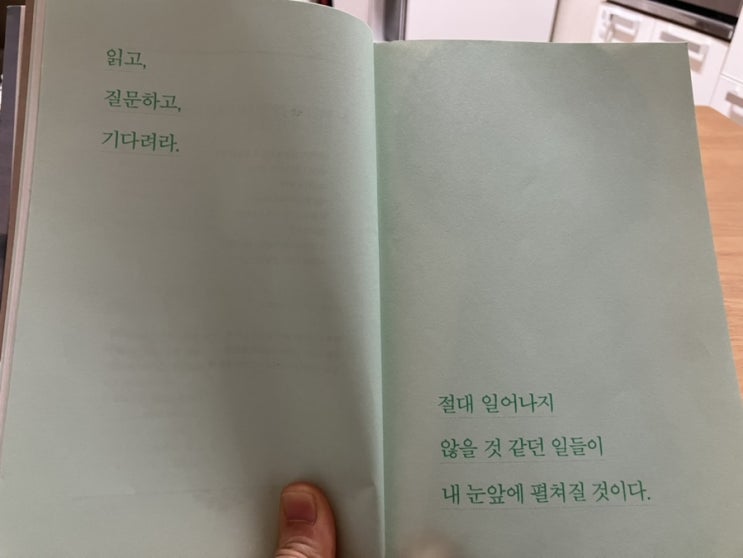 읽고,
질문하고,
기다려라.
절대 일어나지
않을 것 같던 일들이
내 눈앞에 펼쳐질 것이다.